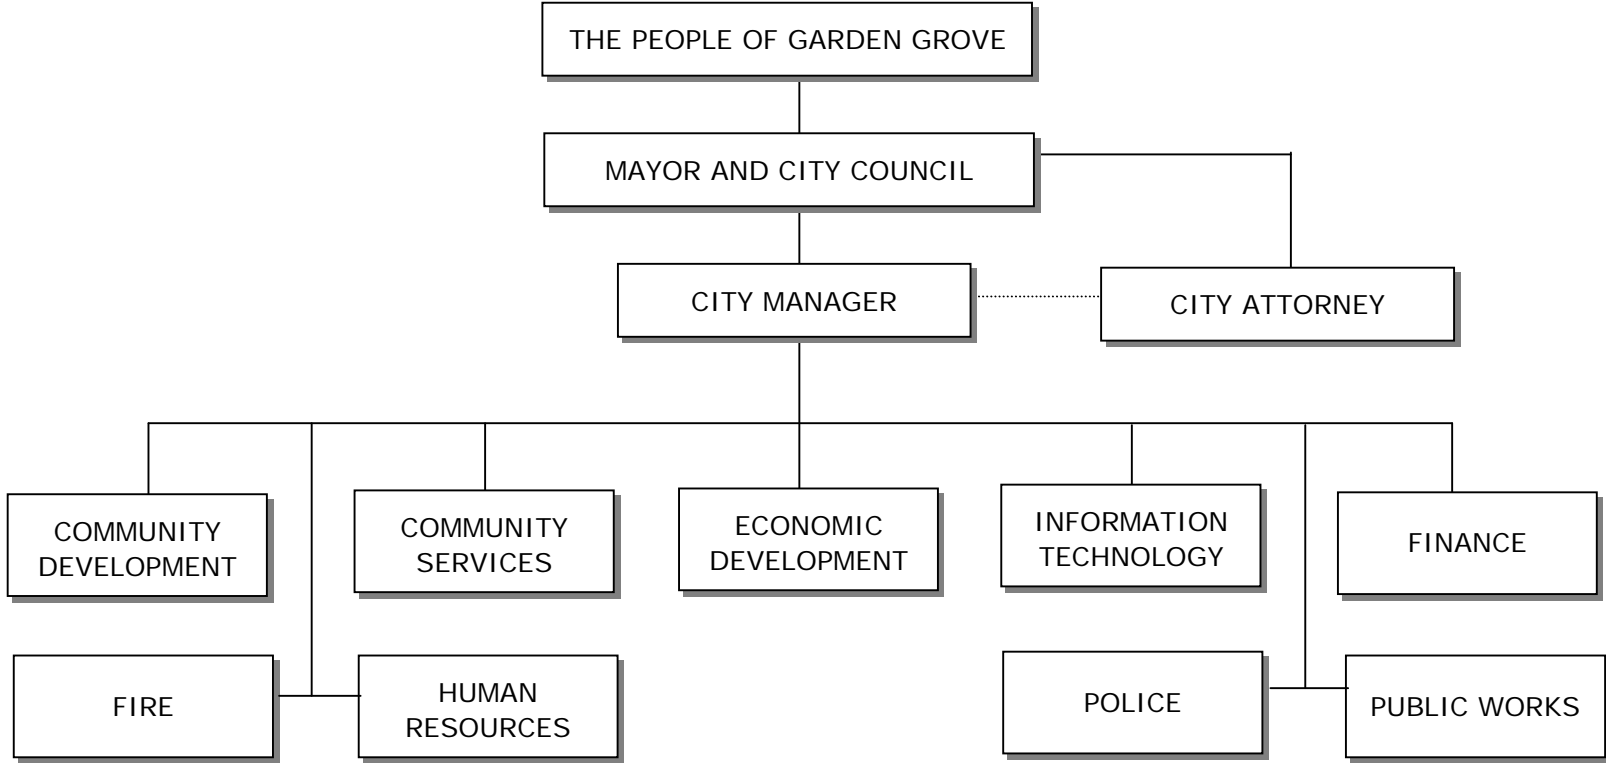 THE PEOPLE OF GARDEN GROVE
MAYOR AND CITY COUNCIL
CITY MANAGER
CITY ATTORNEY
COMMUNITY
DEVELOPMENT
COMMUNITY
SERVICES
ECONOMIC
DEVELOPMENT
INFORMATION
TECHNOLOGY
FINANCE
FIRE
HUMAN
RESOURCES
POLICE
PUBLIC WORKS